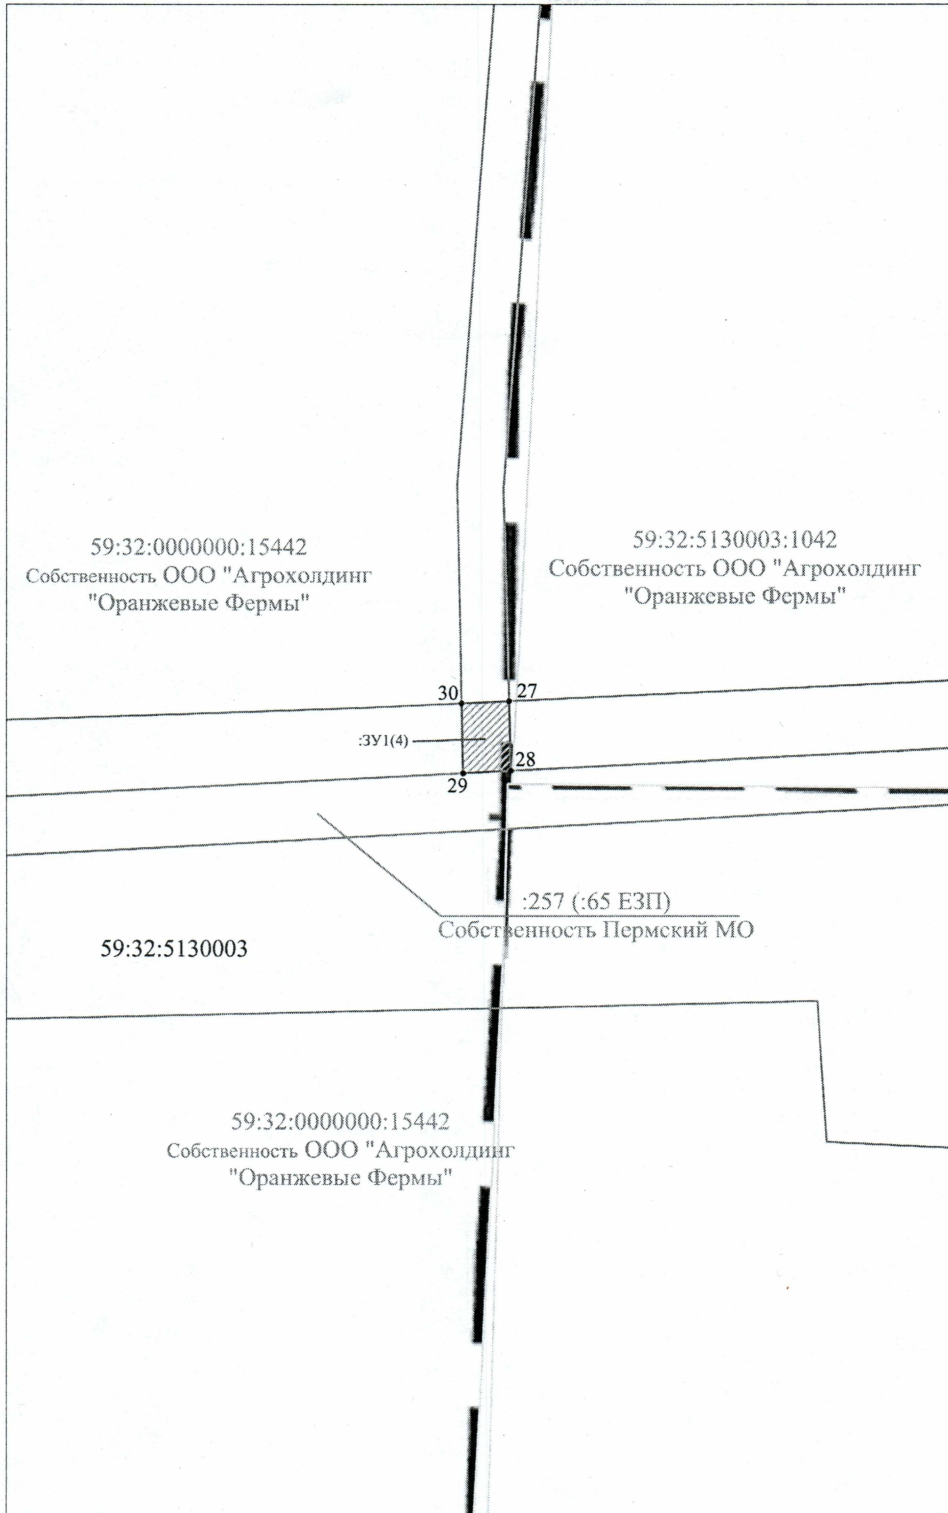 59:32:0000000:15442
Собственность ООО "Агрохолдинг
"Оранжевые Фермы"
59:32:5130003:1042
Собственность ООО "Агрохолдинг
"Оранжевые Фермы"
30
27
:ЗУ1(4)
28
29
:257 (:65 ЕЗП)
Собственность Пермский МО
59:32:5130003
59:32:0000000:15442
Собственность ООО "Агрохолдинг
"Оранжевые Фермы"